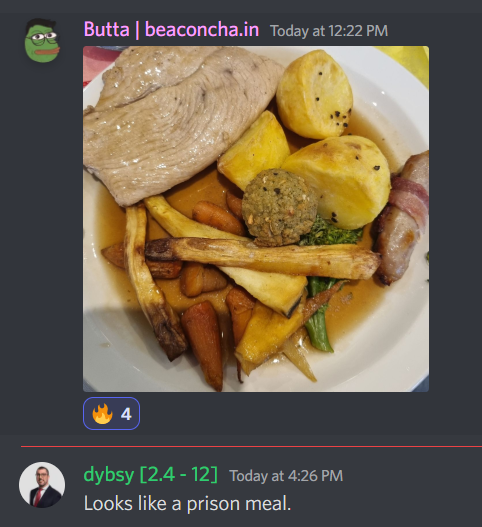 Butta | beaconcha.in Today at 12:22 PM
4
dybsy [2.4 - 12] Today at 4:26 PM
Looks like a prison meal.